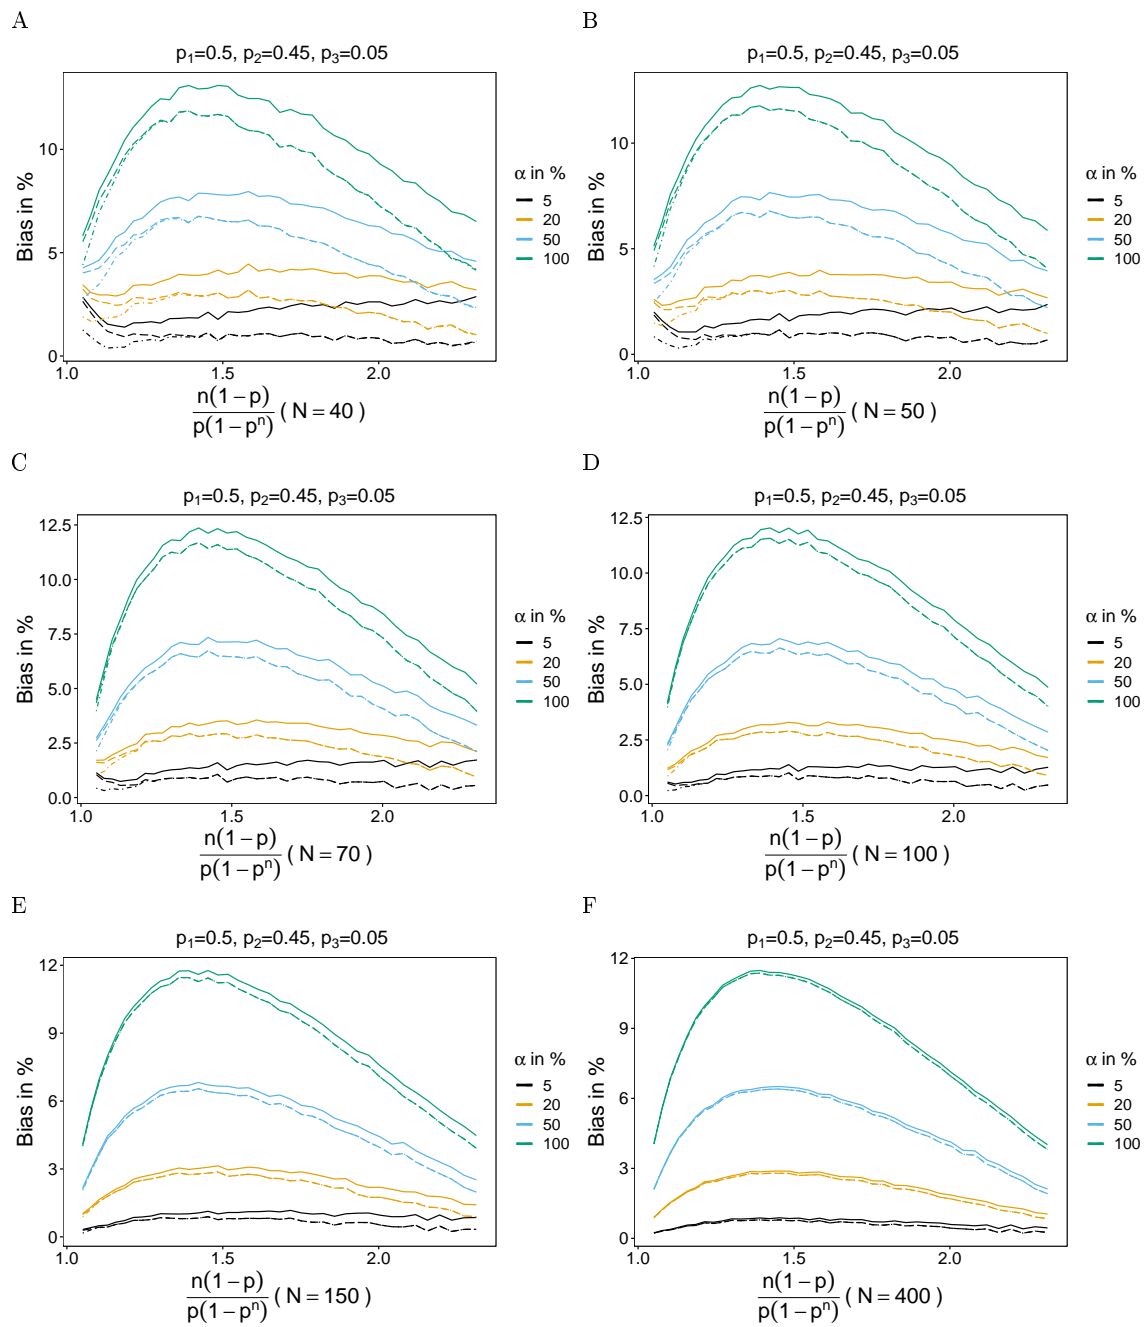 A
p1=0.5, p2=0.45, p3=0.05
Bias in %
10
5
0
1.0 1.5 2.0
n(1−p)
p(1−pⁿ) ( N = 40 )
α in %
5
20
50
100
B
p1=0.5, p2=0.45, p3=0.05
Bias in %
10
5
0
1.0 1.5 2.0
n(1−p)
p(1−pⁿ) ( N = 50 )
α in %
5
20
50
100
C
p1=0.5, p2=0.45, p3=0.05
Bias in %
12.5
10.0
7.5
5.0
2.5
0.0
1.0 1.5 2.0
n(1−p)
p(1−pⁿ) ( N = 70 )
α in %
5
20
50
100
D
p1=0.5, p2=0.45, p3=0.05
Bias in %
12.5
10.0
7.5
5.0
2.5
0.0
1.0 1.5 2.0
n(1−p)
p(1−pⁿ) ( N = 100 )
α in %
5
20
50
100
E
p1=0.5, p2=0.45, p3=0.05
Bias in %
12
9
6
3
0
1.0 1.5 2.0
n(1−p)
p(1−pⁿ) ( N = 150 )
α in %
5
20
50
100
F
p1=0.5, p2=0.45, p3=0.05
Bias in %
12
9
6
3
0
1.0 1.5 2.0
n(1−p)
p(1−pⁿ) ( N = 400 )
α in %
5
20
50
100